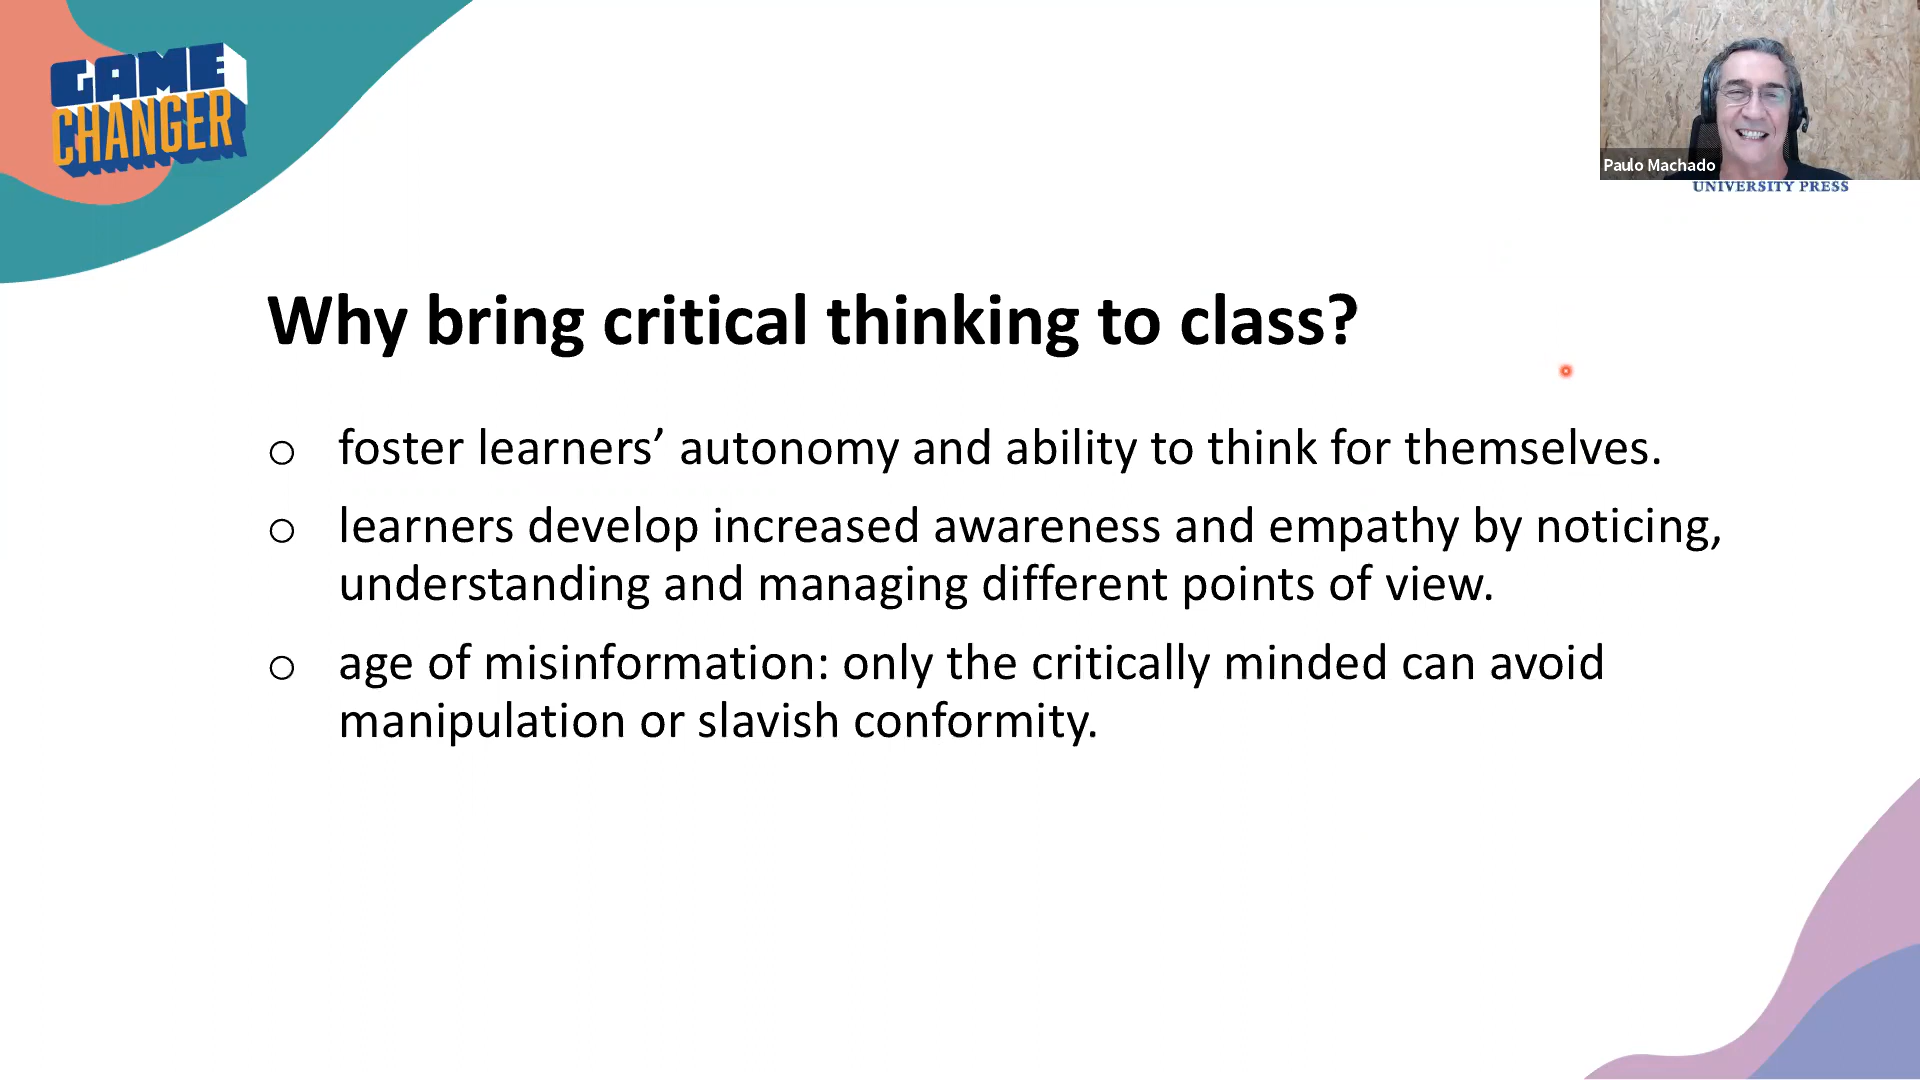 GAME
CHANGER
Paulo Machado
UNIVERSITY PRESS
Why bring critical thinking to class?
o foster learners’ autonomy and ability to think for themselves.
o learners develop increased awareness and empathy by noticing,
understanding and managing different points of view.
o age of misinformation: only the critically minded can avoid
manipulation or slavish conformity.